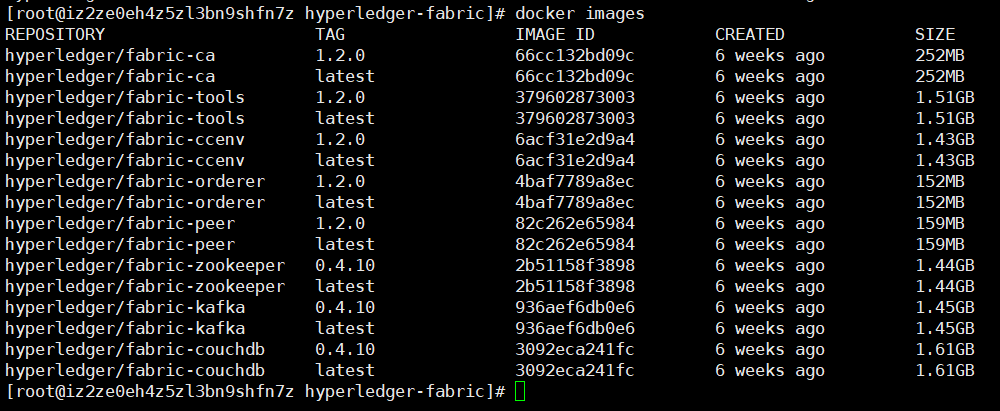 [root@iz2ze0eh4z5zl3bn9shfn7z hyperledger-fabric]# docker images
REPOSITORY TAG IMAGE ID CREATED SIZE
hyperledger/fabric-ca 1.2.0 66cc132bd09c 6 weeks ago 252MB
hyperledger/fabric-ca latest 66cc132bd09c 6 weeks ago 252MB
hyperledger/fabric-tools 1.2.0 379602873003 6 weeks ago 1.51GB
hyperledger/fabric-tools latest 379602873003 6 weeks ago 1.51GB
hyperledger/fabric-ccenv 1.2.0 6acf31e2d9a4 6 weeks ago 1.43GB
hyperledger/fabric-ccenv latest 6acf31e2d9a4 6 weeks ago 1.43GB
hyperledger/fabric-orderer 1.2.0 4baf7789a8ec 6 weeks ago 152MB
hyperledger/fabric-orderer latest 4baf7789a8ec 6 weeks ago 152MB
hyperledger/fabric-peer 1.2.0 82c262e65984 6 weeks ago 159MB
hyperledger/fabric-peer latest 82c262e65984 6 weeks ago 159MB
hyperledger/fabric-zookeeper 0.4.10 2b51158f3898 6 weeks ago 1.44GB
hyperledger/fabric-zookeeper latest 2b51158f3898 6 weeks ago 1.44GB
hyperledger/fabric-kafka 0.4.10 936aef6db0e6 6 weeks ago 1.45GB
hyperledger/fabric-kafka latest 936aef6db0e6 6 weeks ago 1.45GB
hyperledger/fabric-couchdb 0.4.10 3092eca241fc 6 weeks ago 1.61GB
hyperledger/fabric-couchdb latest 3092eca241fc 6 weeks ago 1.61GB
[root@iz2ze0eh4z5zl3bn9shfn7z hyperledger-fabric]#